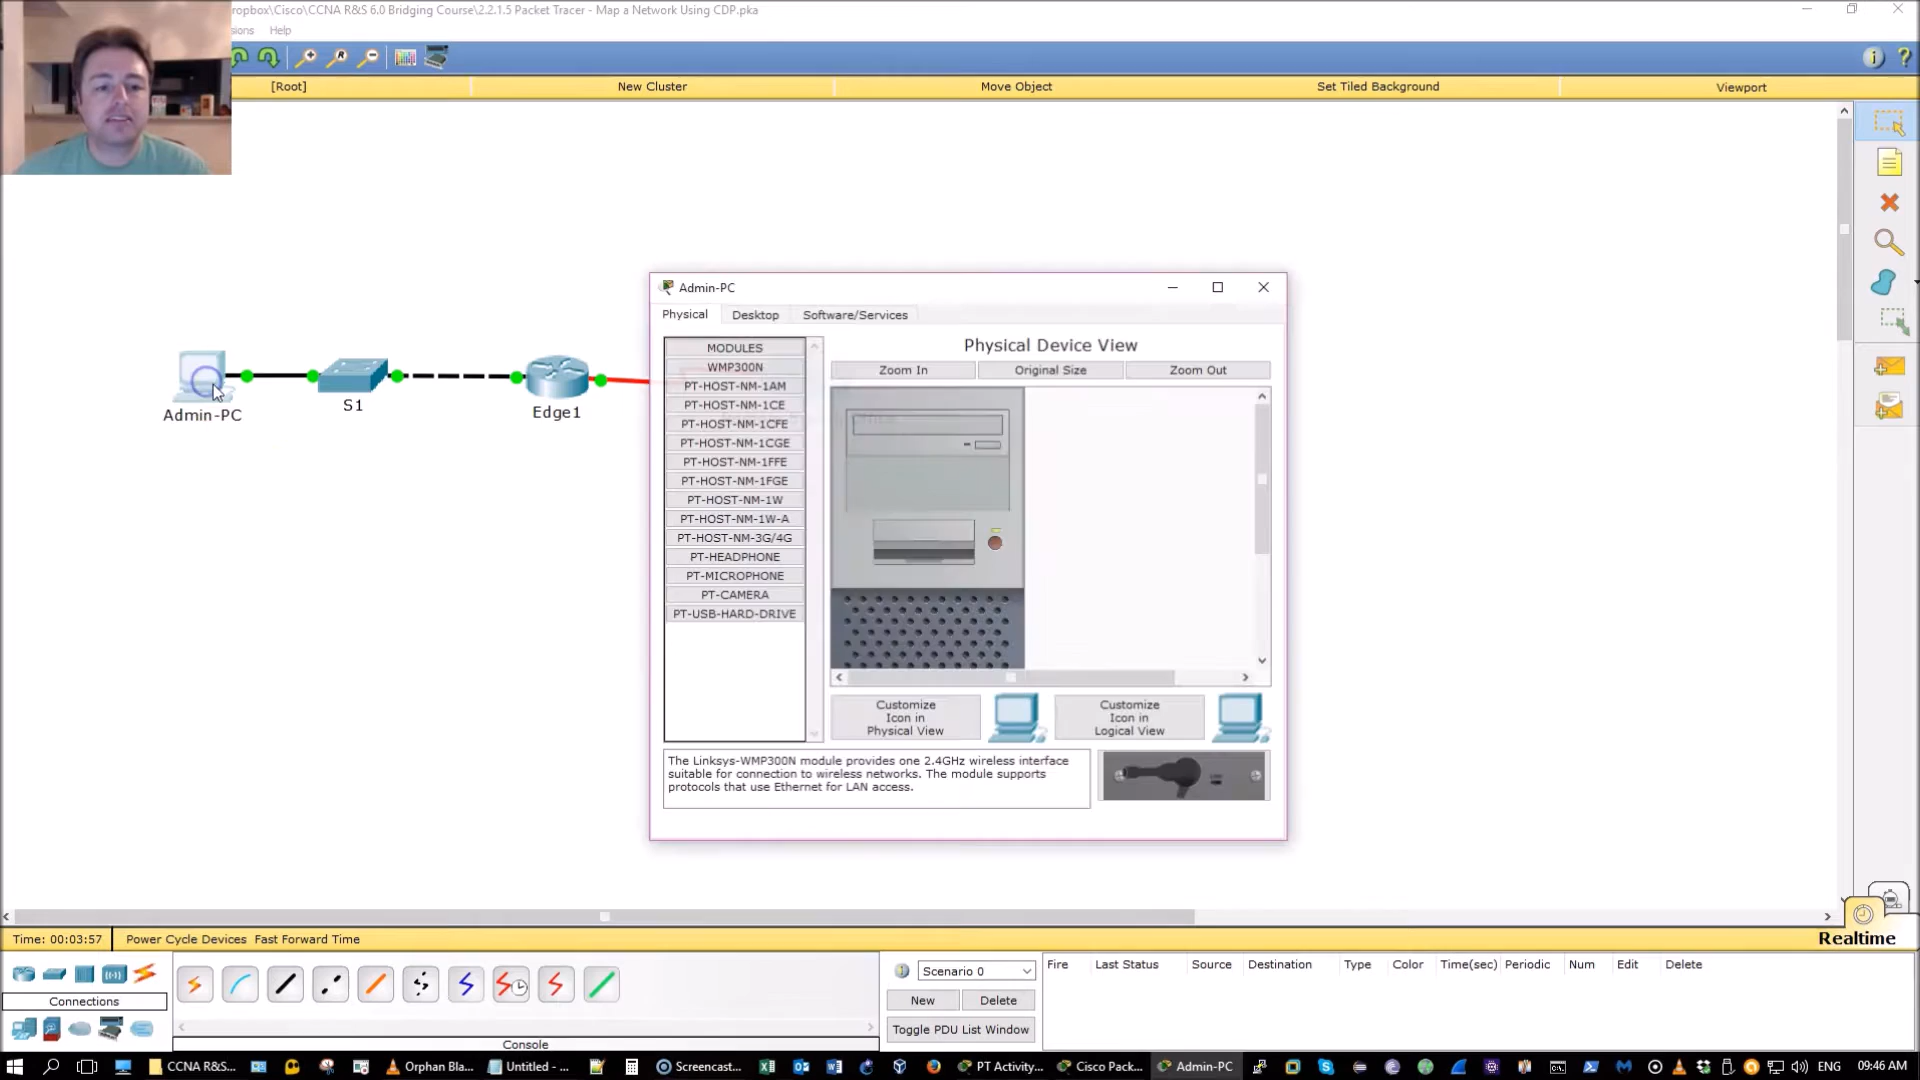 ropbox\Cisco\CCNA R&S 6.0 Bridging Course\2.2.1.5 Packet Tracer - Map a Network Using CDP.pka
sions Help
[Root] New Cluster Move Object Set Tiled Background Viewport
Admin-PC
Physical Desktop Software/Services
MODULES
WMP300N
PT-HOST-NM-1AM
PT-HOST-NM-1CE
PT-HOST-NM-1CFE
PT-HOST-NM-1CGE
PT-HOST-NM-1FFE
PT-HOST-NM-1FGE
PT-HOST-NM-1W
PT-HOST-NM-1W-A
PT-HOST-NM-3G/4G
PT-HEADPHONE
PT-MICROPHONE
PT-CAMERA
PT-USB-HARD-DRIVE
Physical Device View
Zoom In Original Size Zoom Out
Customize
Icon in
Physical View
Customize
Icon in
Logical View
The Linksys-WMP300N module provides one 2.4GHz wireless interface
suitable for connection to wireless networks. The module supports
protocols that use Ethernet for LAN access.
Admin-PC
S1
Edge1
Time: 00:03:57 Power Cycle Devices Fast Forward Time
Realtime
Connections
Console
Scenario 0
New Delete
Toggle PDU List Window
Fire Last Status Source Destination Type Color Time(sec) Periodic Num Edit Delete
CCNA R&S... Orphan Bla... Untitled - ... Screencast... PT Activity... Cisco Pack... Admin-PC ENG 09:46 AM